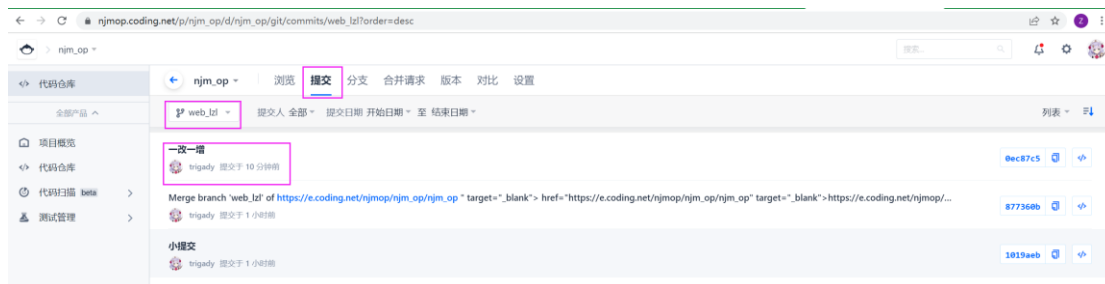 njmop.coding.net/p/njm_op/d/njm_op/git/commits/web_lzl?order=desc
Z
> njm_op
搜索...
代码仓库
njm_op
浏览 提交 分支 合并请求 版本 对比 设置
全部产品
web_lzl
提交人 全部 提交日期 开始日期 至 结束日期
列表
项目概览
代码仓库
代码扫描 beta
测试管理
一改一增
trigady 提交于 10 分钟前
0ec87c5
Merge branch 'web_lzl' of https://e.coding.net/njmop/njm_op/njm_op " target="_blank"> href="https://e.coding.net/njmop/njm_op/njm_op" target="_blank">https://e.coding.net/njmop/...
trigady 提交于 1 小时前
877360b
小提交
trigady 提交于 1 小时前
1019aeb